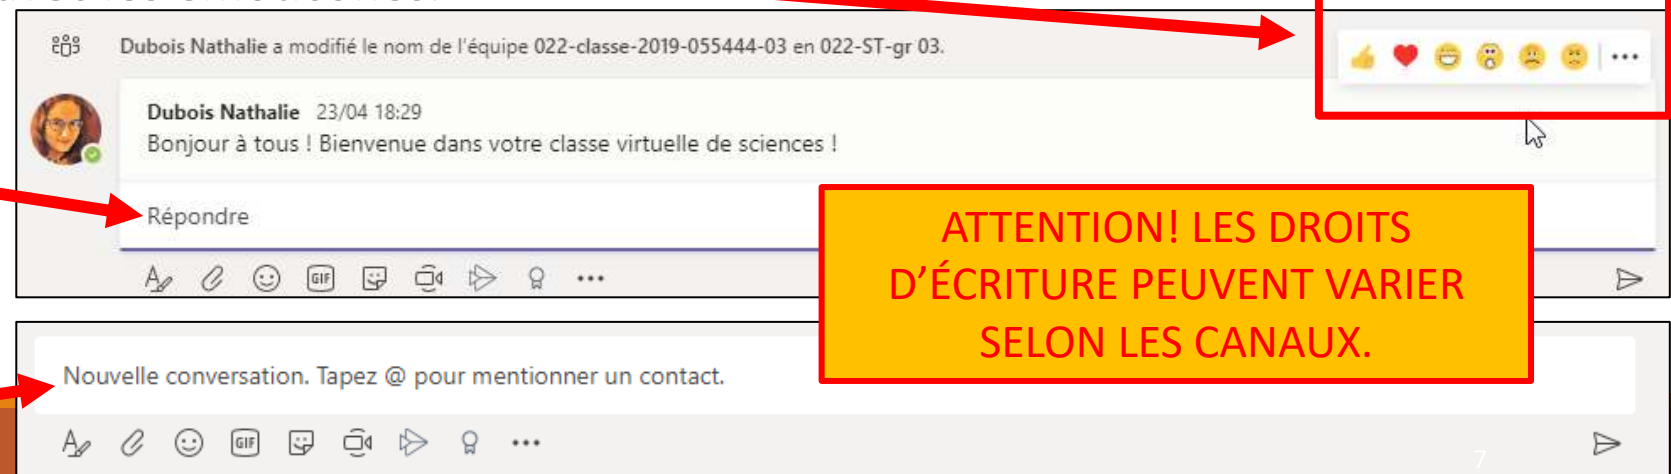 Dubois Nathalie a modifié le nom de l'équipe 022-classe-2019-055444-03 en 022-ST-gr 03.
Dubois Nathalie 23/04 18:29
Bonjour à tous ! Bienvenue dans votre classe virtuelle de sciences !
Répondre
GIF
ATTENTION! LES DROITS
D'ÉCRITURE PEUVENT VARIER
SELON LES CANAUX.
Nouvelle conversation. Tapez @ pour mentionner un contact.
GIF
7